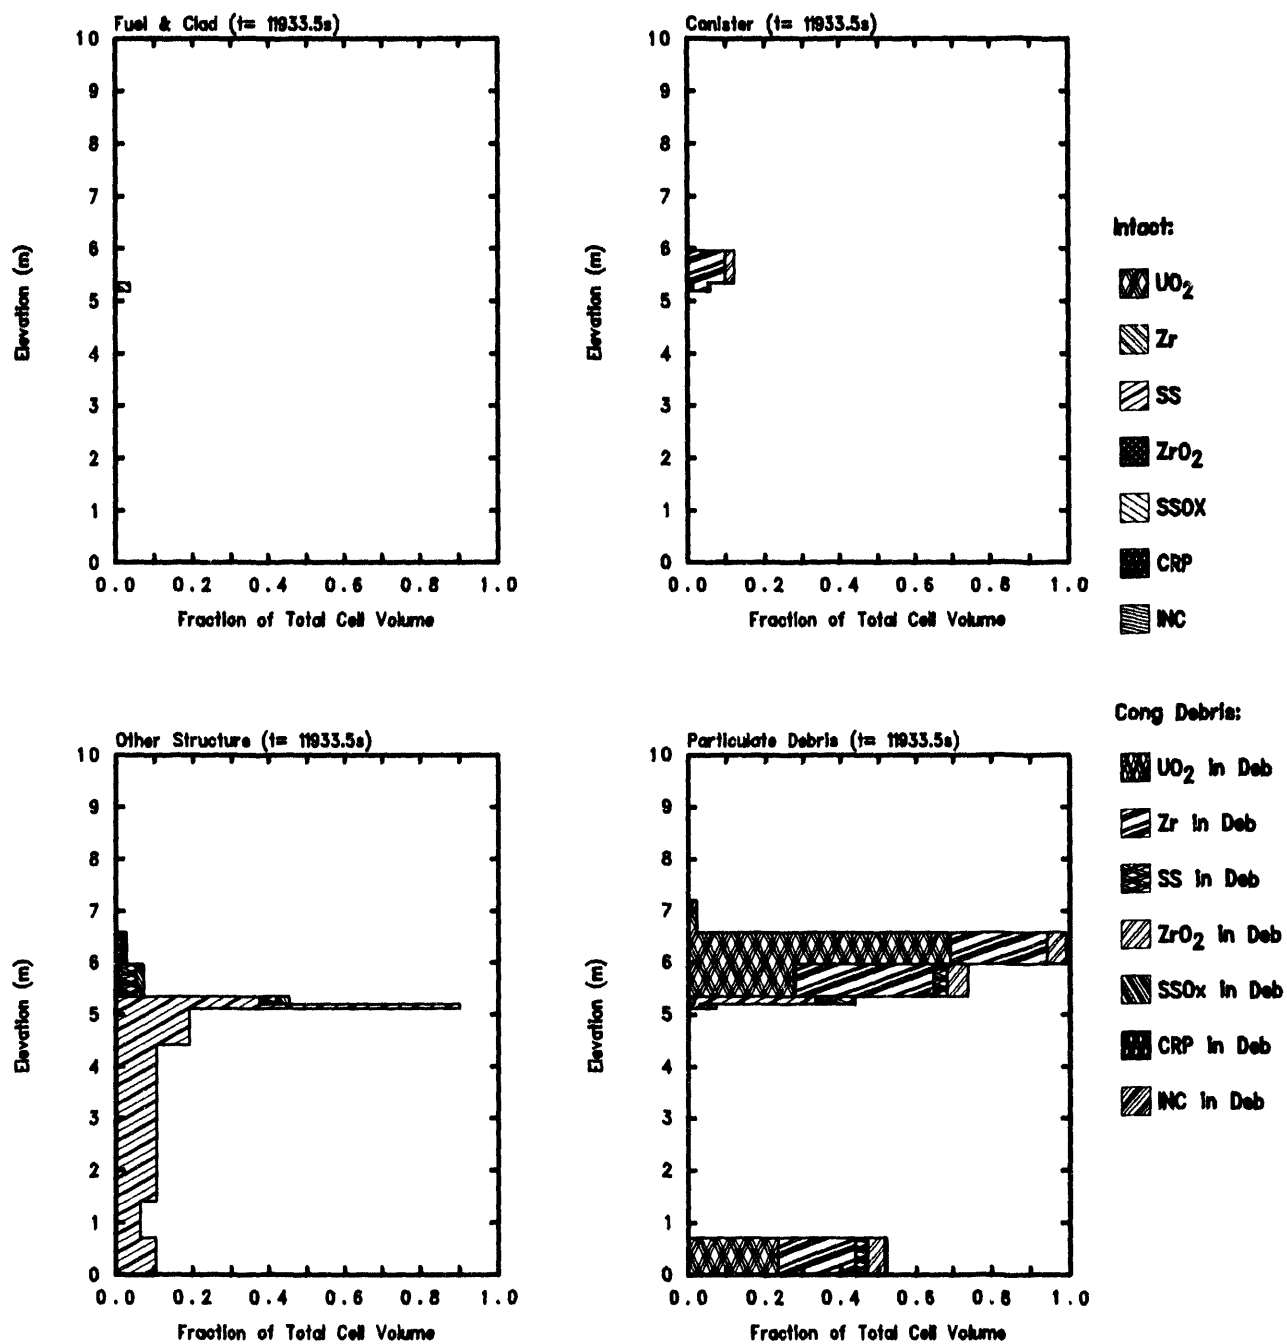 Fuel & Clad (t= 11933.5s)
10
9
8
7
6
5
4
3
2
1
0
Elevation (m)
0.0 0.2 0.4 0.6 0.8 1.0
Fraction of Total Cell Volume
Canister (t= 11933.5s)
10
9
8
7
6
5
4
3
2
1
0
Elevation (m)
0.0 0.2 0.4 0.6 0.8 1.0
Fraction of Total Cell Volume
Intact:
UO2
Zr
SS
ZrO2
SSOX
CRP
INC
Other Structure (t= 11933.5s)
10
9
8
7
6
5
4
3
2
1
0
Elevation (m)
0.0 0.2 0.4 0.6 0.8 1.0
Fraction of Total Cell Volume
Particulate Debris (t= 11933.5s)
10
9
8
7
6
5
4
3
2
1
0
Elevation (m)
0.0 0.2 0.4 0.6 0.8 1.0
Fraction of Total Cell Volume
Cong Debris:
UO2 in Deb
Zr in Deb
SS in Deb
ZrO2 in Deb
SSOx in Deb
CRP in Deb
INC in Deb